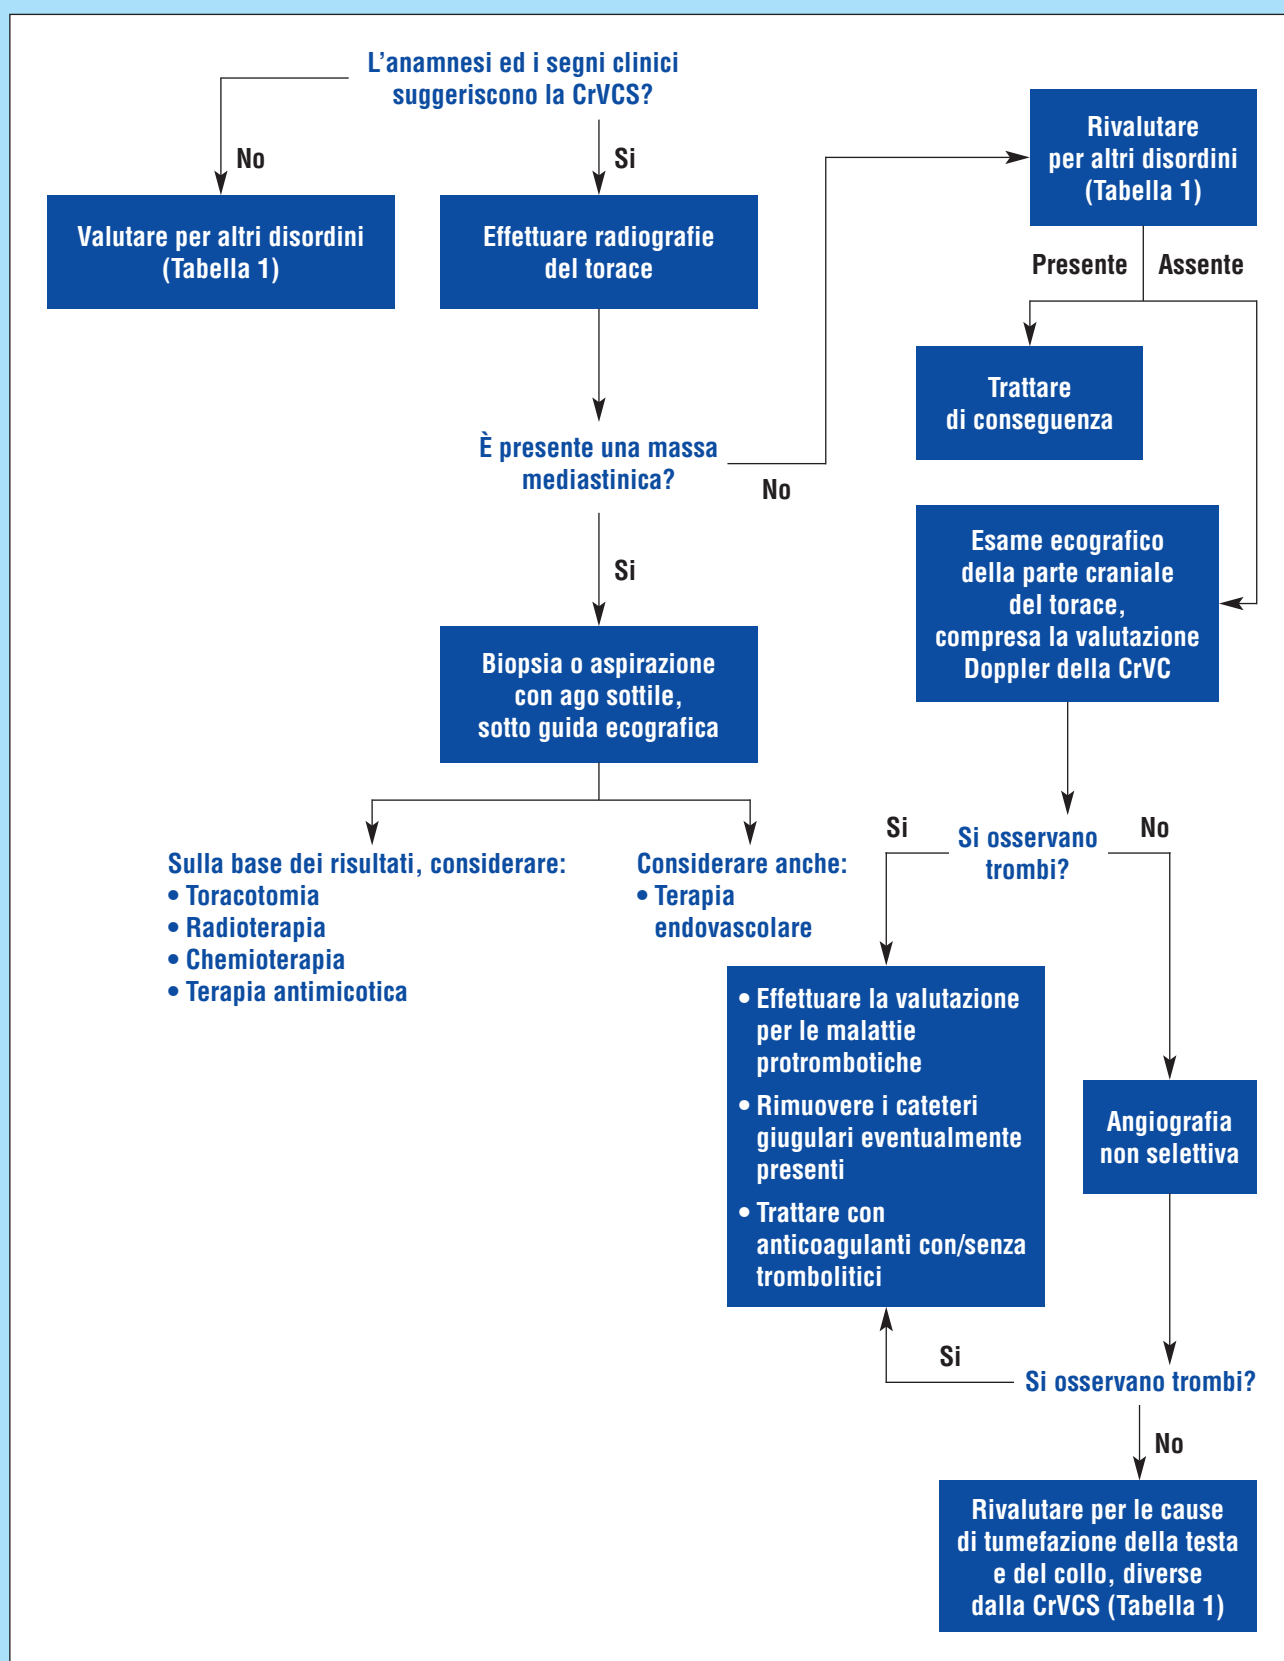 L’anamnesi ed i segni clinici
suggeriscono la CrVCS?
No
Si
Valutare per altri disordini
(Tabella 1)
Effettuare radiografie
del torace
È presente una massa
mediastinica?
No
Si
Rivalutare
per altri disordini
(Tabella 1)
Presente
Assente
Trattare
di conseguenza
Esame ecografico
della parte craniale
del torace,
compresa la valutazione
Doppler della CrVC
Biopsia o aspirazione
con ago sottile,
sotto guida ecografica
Sulla base dei risultati, considerare:
• Toracotomia
• Radioterapia
• Chemioterapia
• Terapia antimicotica
Considerare anche:
• Terapia
endovascolare
Si osservano
trombi?
Si
No
• Effettuare la valutazione
per le malattie
protrombotiche
• Rimuovere i cateteri
giugulari eventualmente
presenti
• Trattare con
anticoagulanti con/senza
trombolitici
Angiografia
non selettiva
Si osservano trombi?
Si
No
Rivalutare per le cause
di tumefazione della testa
e del collo, diverse
dalla CrVCS (Tabella 1)